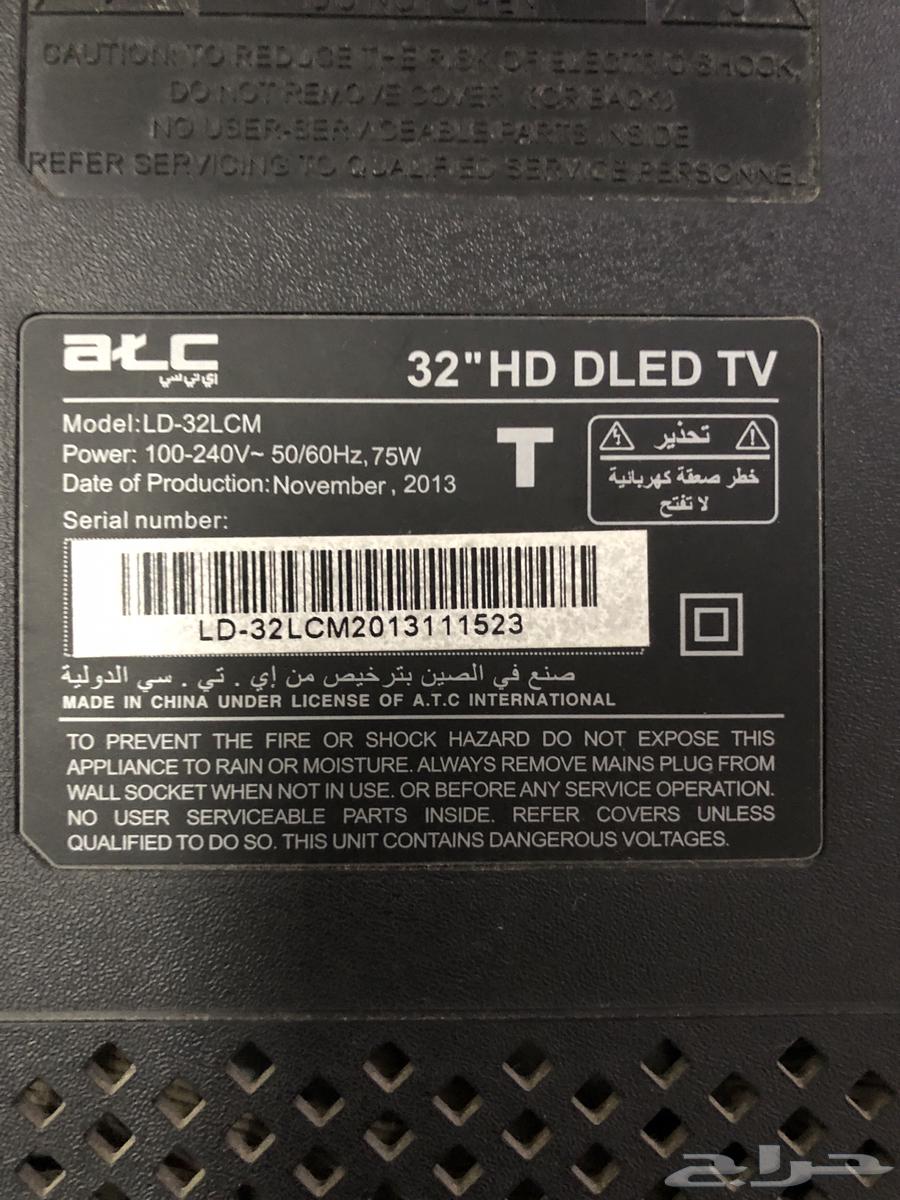 DO NOT OPEN
CAUTION: TO REDUCE THE RISK OF ELECTRIC SHOCK,
DO NOT REMOVE COVER (OR BACK)
NO USER-SERVICEABLE PARTS INSIDE
REFER SERVICING TO QUALIFIED SERVICE PERSONNEL
atc
اي تي سي
32"HD DLED TV
Model:LD-32LCM
Power: 100-240V~ 50/60Hz, 75W
Date of Production: November , 2013
T
تحذير
خطر صعقة كهربائية
لا تفتح
Serial number:
LD-32LCM2013111523
صنع في الصين بترخيص من إي . تي . سي الدولية
MADE IN CHINA UNDER LICENSE OF A.T.C INTERNATIONAL
TO PREVENT THE FIRE OR SHOCK HAZARD DO NOT EXPOSE THIS
APPLIANCE TO RAIN OR MOISTURE. ALWAYS REMOVE MAINS PLUG FROM
WALL SOCKET WHEN NOT IN USE. OR BEFORE ANY SERVICE OPERATION.
NO USER SERVICEABLE PARTS INSIDE. REFER COVERS UNLESS
QUALIFIED TO DO SO. THIS UNIT CONTAINS DANGEROUS VOLTAGES.
حراج